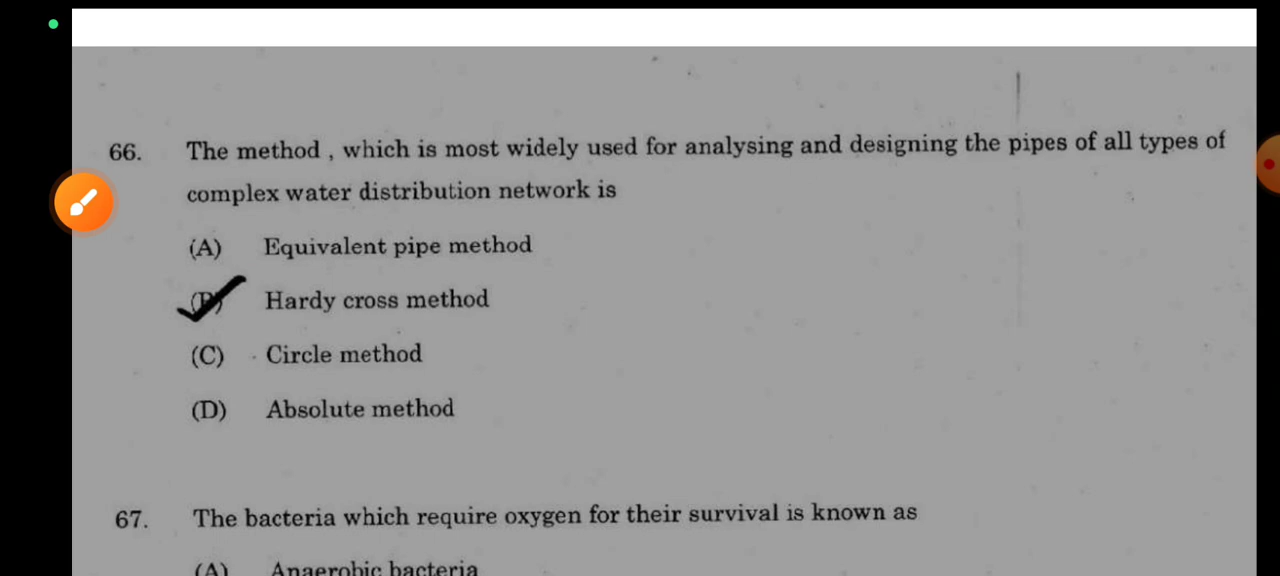 66. The method , which is most widely used for analysing and designing the pipes of all types of
complex water distribution network is
(A) Equivalent pipe method
(B) Hardy cross method
(C) Circle method
(D) Absolute method
67. The bacteria which require oxygen for their survival is known as
(A) Anaerobic bacteria